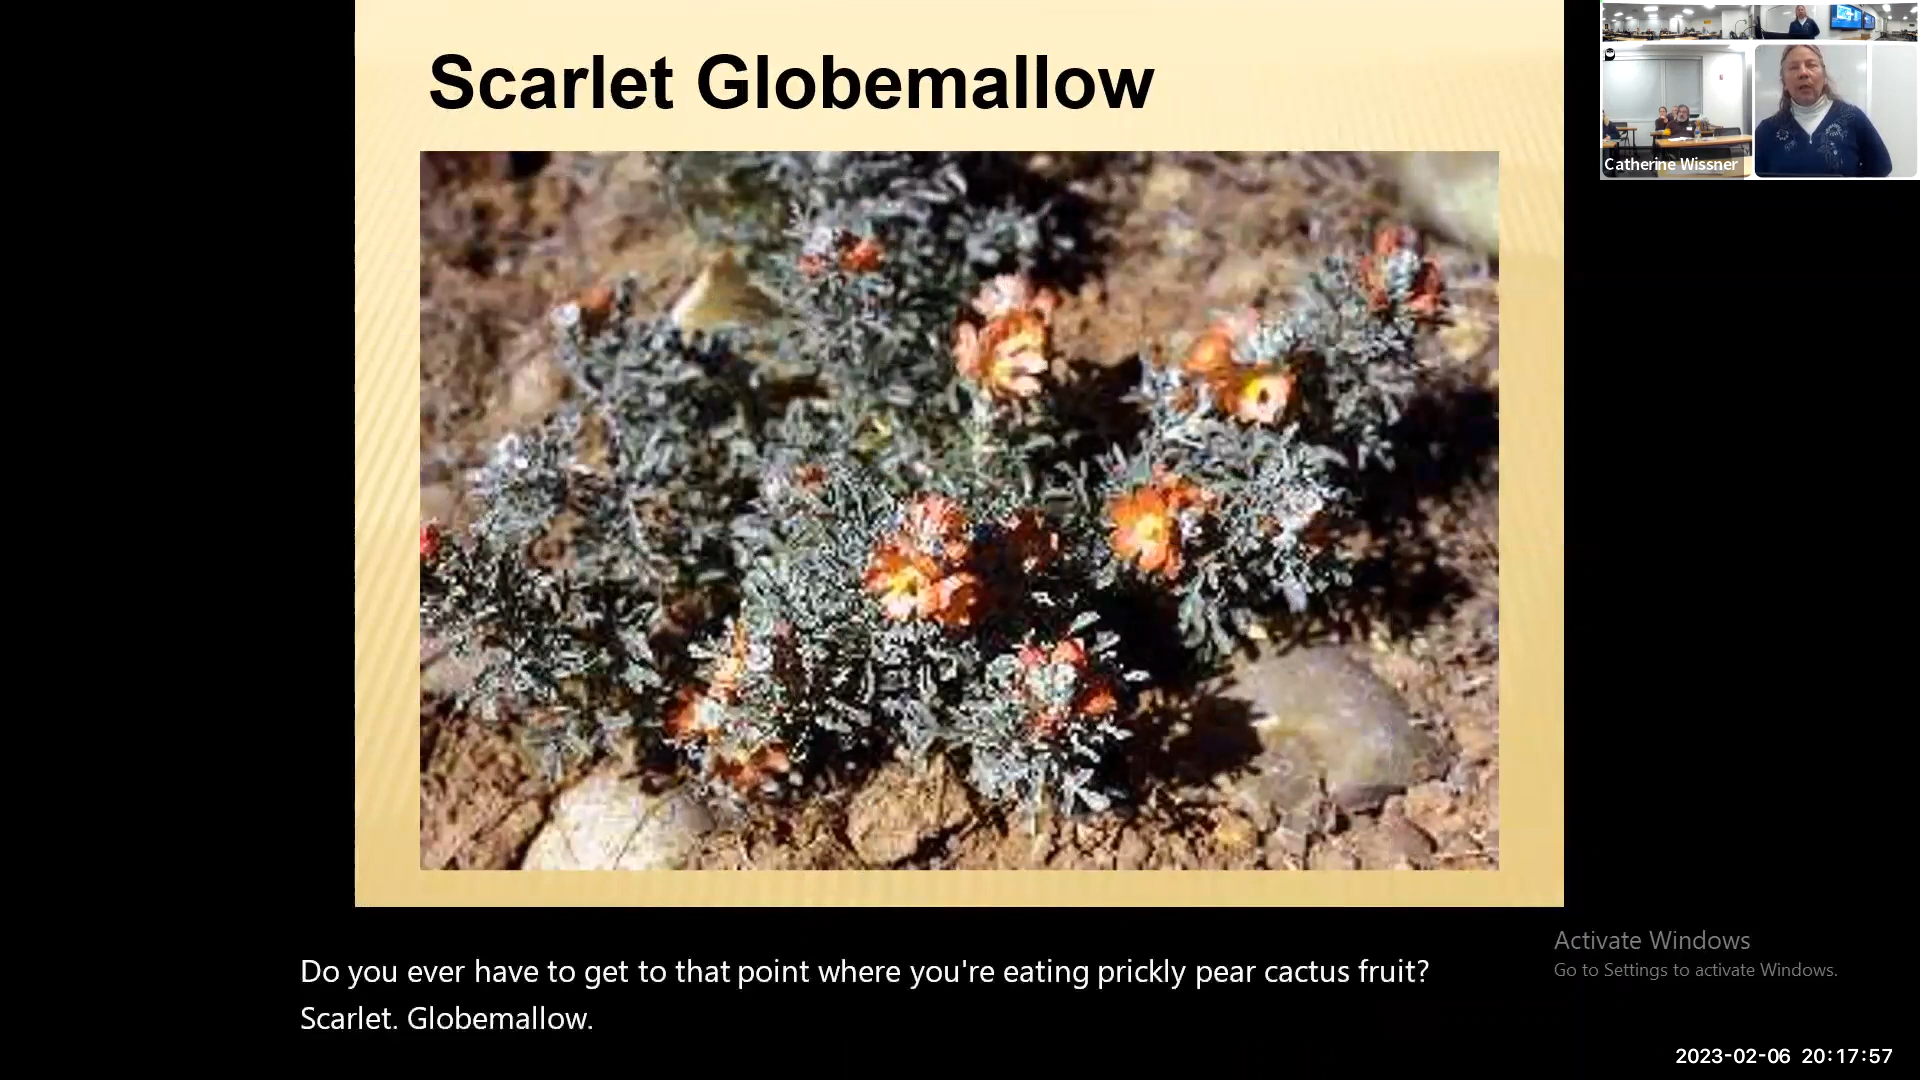 Scarlet Globemallow
Catherine Wissner
Do you ever have to get to that point where you're eating prickly pear cactus fruit?
Scarlet. Globemallow.
Activate Windows
Go to Settings to activate Windows.
2023-02-06 20:17:57